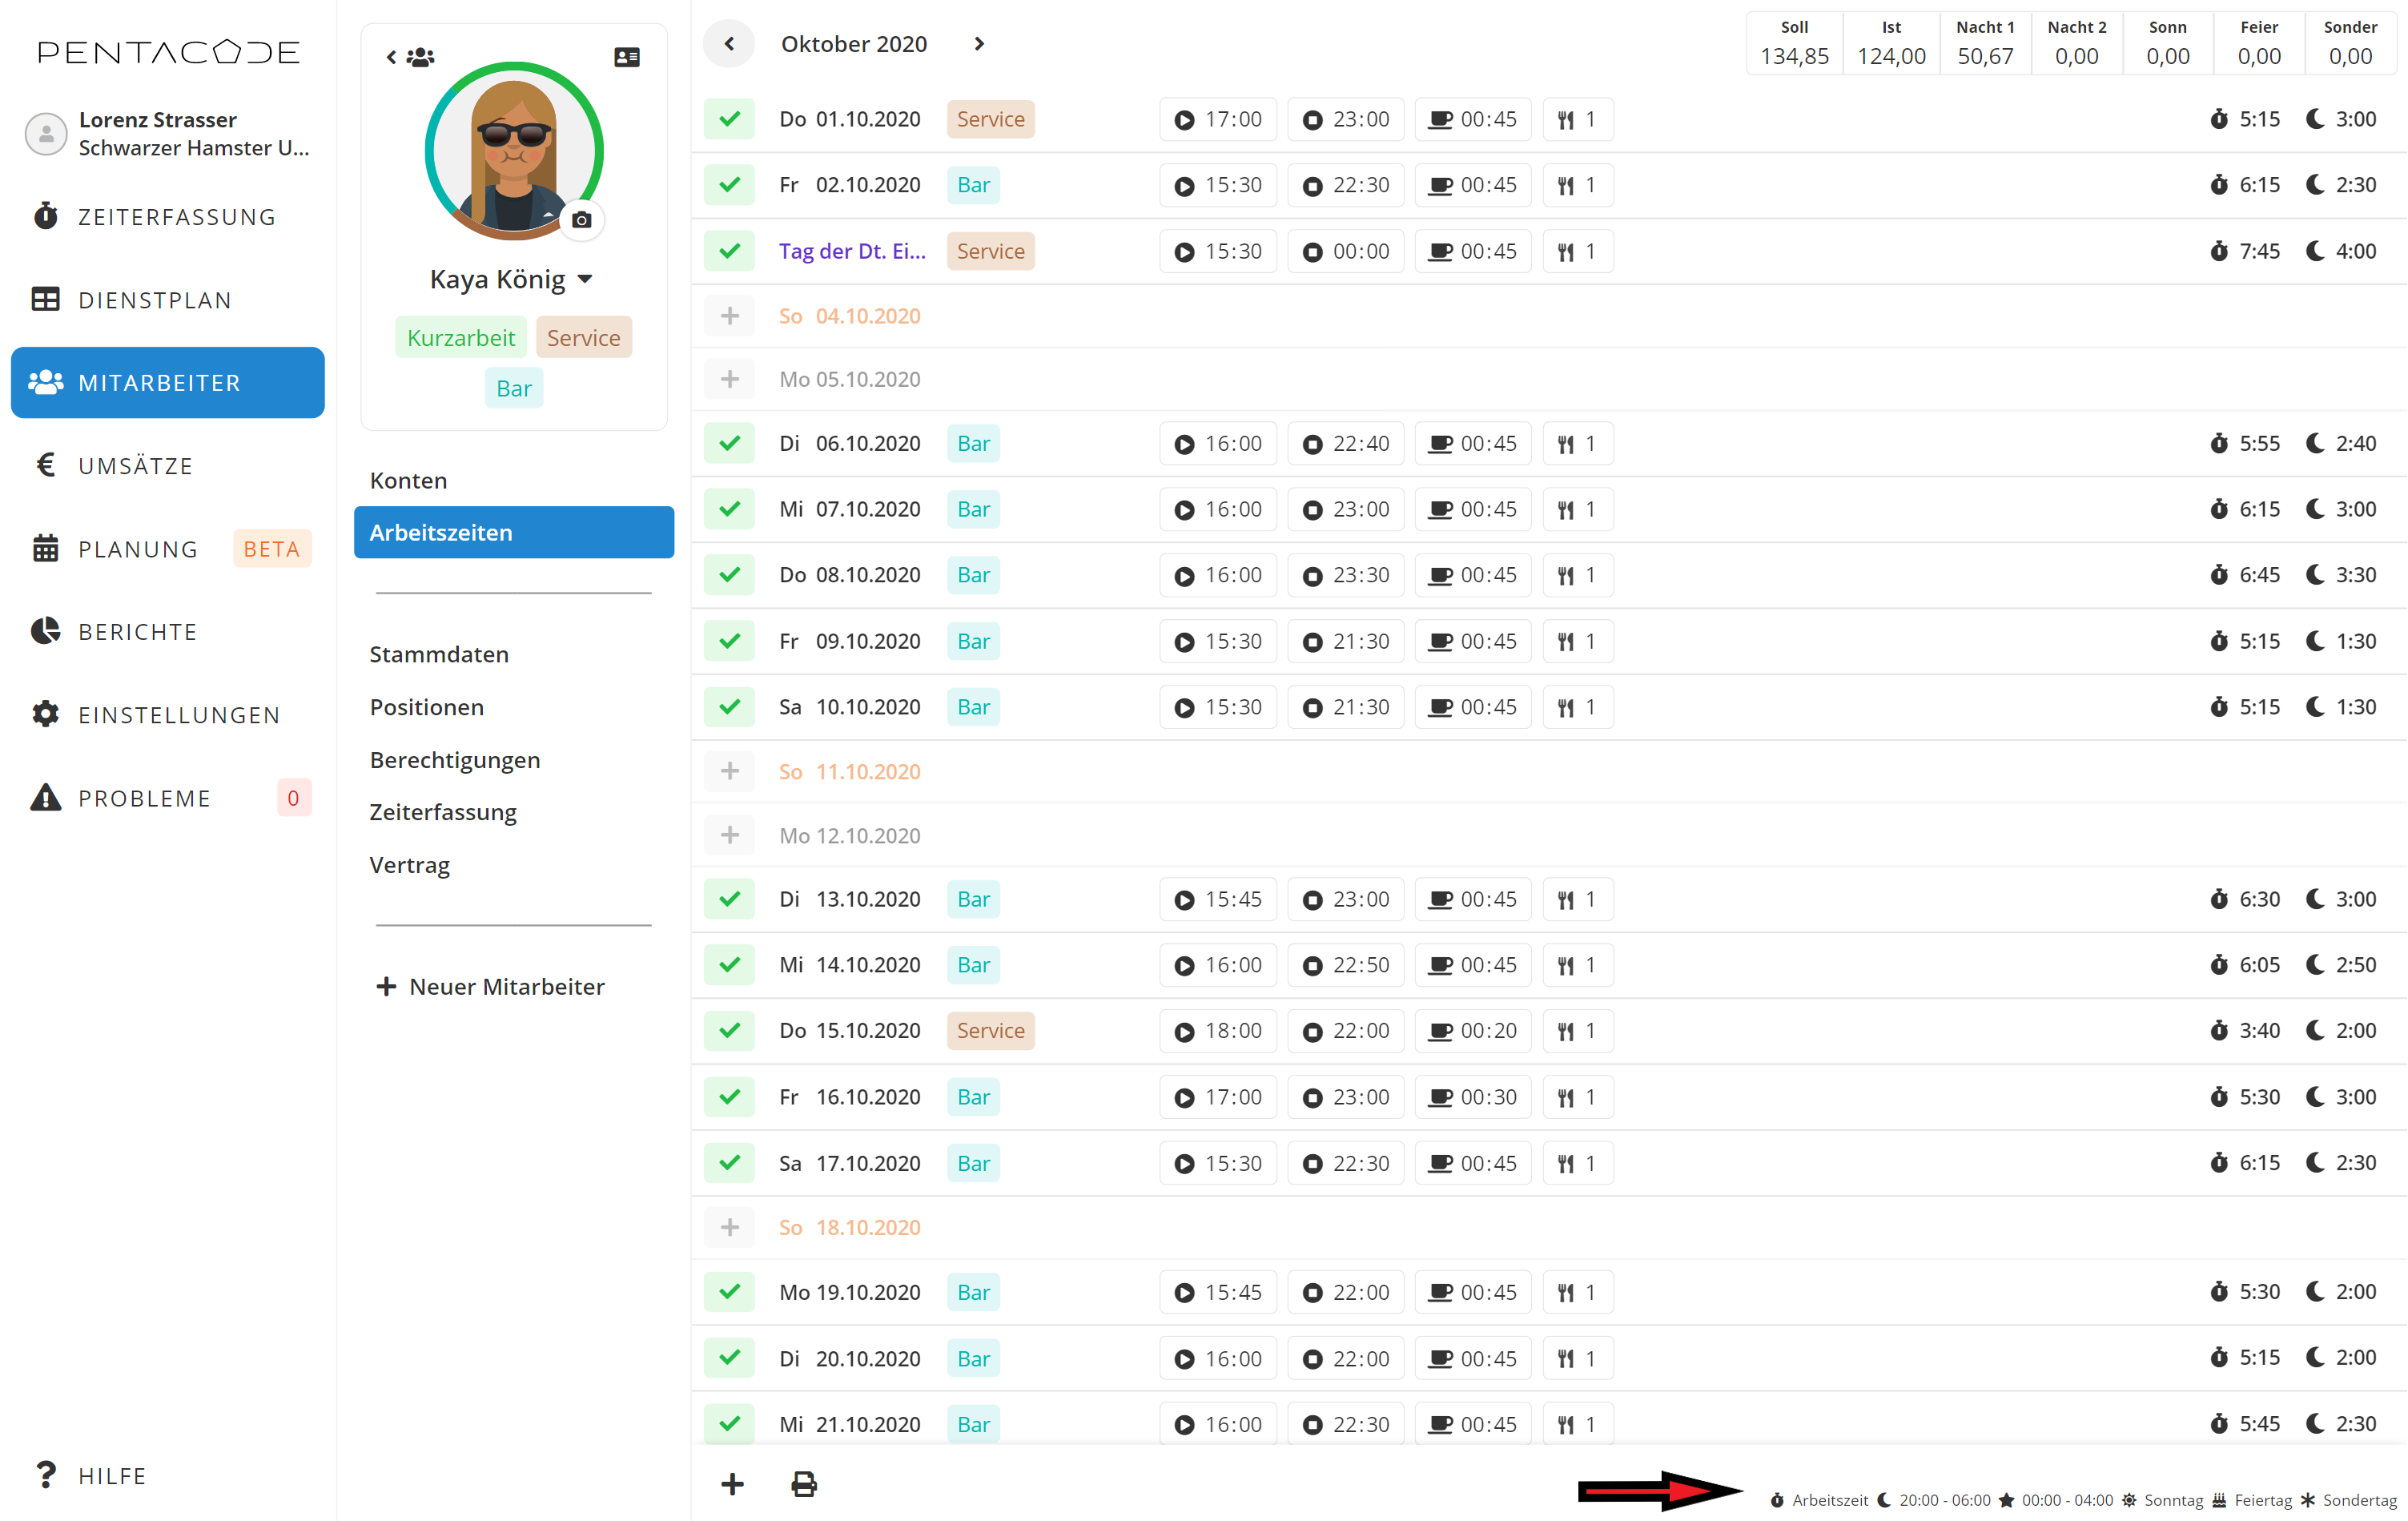 PENTACODE
Lorenz Strasser
Schwarzer Hamster U...
ZEITERFASSUNG
DIENSTPLAN
MITARBEITER
UMSÄTZE
PLANUNG BETA
BERICHTE
EINSTELLUNGEN
PROBLEME 0
HILFE
Kaya König
Kurzarbeit Service
Bar
Konten
Arbeitszeiten
Stammdaten
Positionen
Berechtigungen
Zeiterfassung
Vertrag
Neuer Mitarbeiter
Oktober 2020
Soll Ist Nacht 1 Nacht 2 Sonn Feier Sonder
134,85 124,00 50,67 0,00 0,00 0,00 0,00
Do 01.10.2020 Service 17:00 23:00 00:45 1 5:15 3:00
Fr 02.10.2020 Bar 15:30 22:30 00:45 1 6:15 2:30
Tag der Dt. Ei... Service 15:30 00:00 00:45 1 7:45 4:00
So 04.10.2020
Mo 05.10.2020
Di 06.10.2020 Bar 16:00 22:40 00:45 1 5:55 2:40
Mi 07.10.2020 Bar 16:00 23:00 00:45 1 6:15 3:00
Do 08.10.2020 Bar 16:00 23:30 00:45 1 6:45 3:30
Fr 09.10.2020 Bar 15:30 21:30 00:45 1 5:15 1:30
Sa 10.10.2020 Bar 15:30 21:30 00:45 1 5:15 1:30
So 11.10.2020
Mo 12.10.2020
Di 13.10.2020 Bar 15:45 23:00 00:45 1 6:30 3:00
Mi 14.10.2020 Bar 16:00 22:50 00:45 1 6:05 2:50
Do 15.10.2020 Service 18:00 22:00 00:20 1 3:40 2:00
Fr 16.10.2020 Bar 17:00 23:00 00:30 1 5:30 3:00
Sa 17.10.2020 Bar 15:30 22:30 00:45 1 6:15 2:30
So 18.10.2020
Mo 19.10.2020 Bar 15:45 22:00 00:45 1 5:30 2:00
Di 20.10.2020 Bar 16:00 22:00 00:45 1 5:15 2:00
Mi 21.10.2020 Bar 16:00 22:30 00:45 1 5:45 2:30
Arbeitszeit 20:00 - 06:00 00:00 - 04:00 Sonntag Feiertag Sondertag